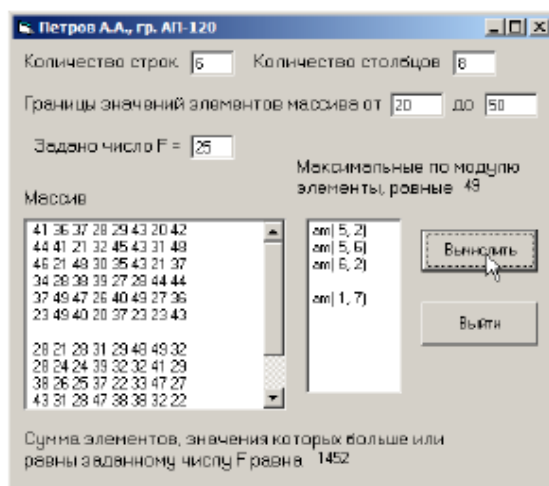 Петров А.А., гр. АП-120
Количество строк 6 Количество столбцов 8
Границы значений элементов массива от 20 до 50
Задано число F = 25
Максимальные по модулю
элементы, равные 49
Массив
41 36 37 28 29 43 20 42
44 41 21 32 45 43 31 48
46 21 48 30 35 43 21 37
34 28 38 39 27 28 44 44
37 49 47 26 40 49 27 36
23 49 40 20 37 23 23 43
28 21 28 31 29 48 49 32
28 24 24 39 32 32 41 29
38 26 25 37 22 33 47 27
43 31 28 47 38 38 32 22
am( 5, 2)
am( 5, 6)
am( 6, 2)
am( 1, 7)
Вычислить
Выйти
Сумма элементов, значения которых больше или
равны заданному числу F равна 1452